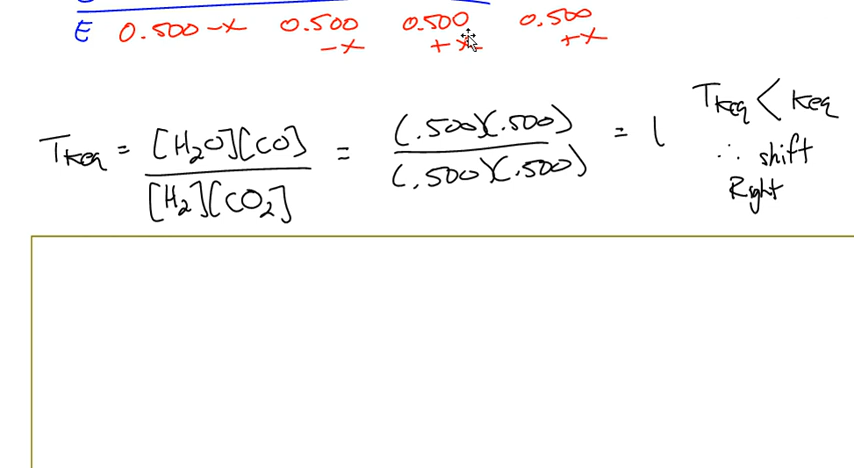 E 0.500-x 0.500 -x 0.500 +x 0.500 +x
TKeq = [H₂O][CO] / [H₂][CO₂] = (.500)(.500) / (.500)(.500) = 1
TKeq < Keq
∴ shift
Right